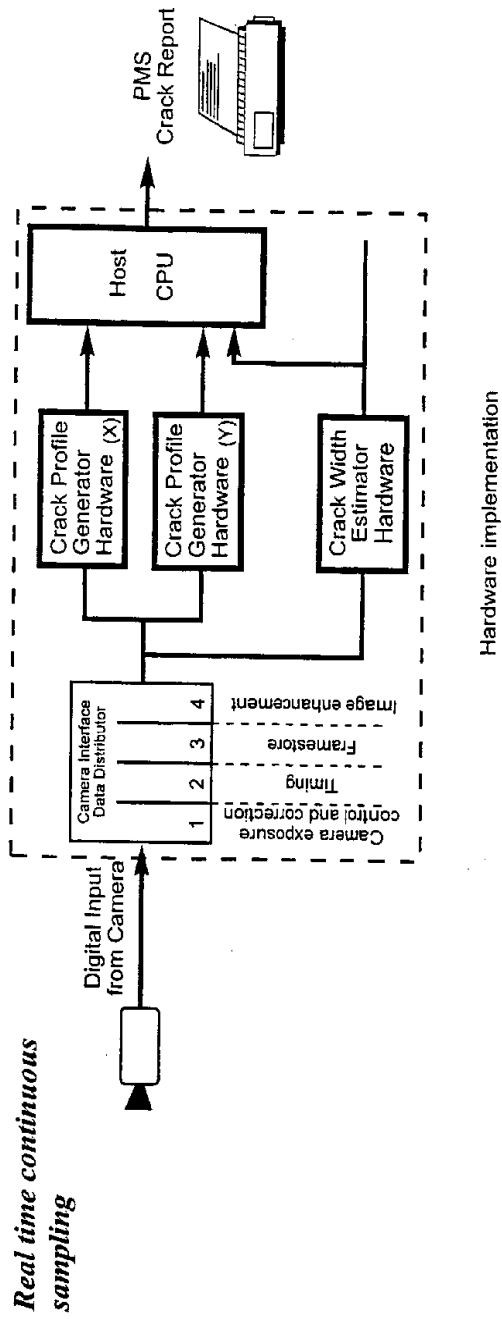 Real time continuous
sampling
Digital Input
from Camera
Camera Interface
Data Distributor
1 2 3 4
Camera exposure
control and correction
Timing
Framestore
Image enhancement
Crack Profile
Generator
Hardware (X)
Crack Profile
Generator
Hardware (Y)
Crack Width
Estimator
Hardware
Host
CPU
PMS
Crack Report
Hardware implementation